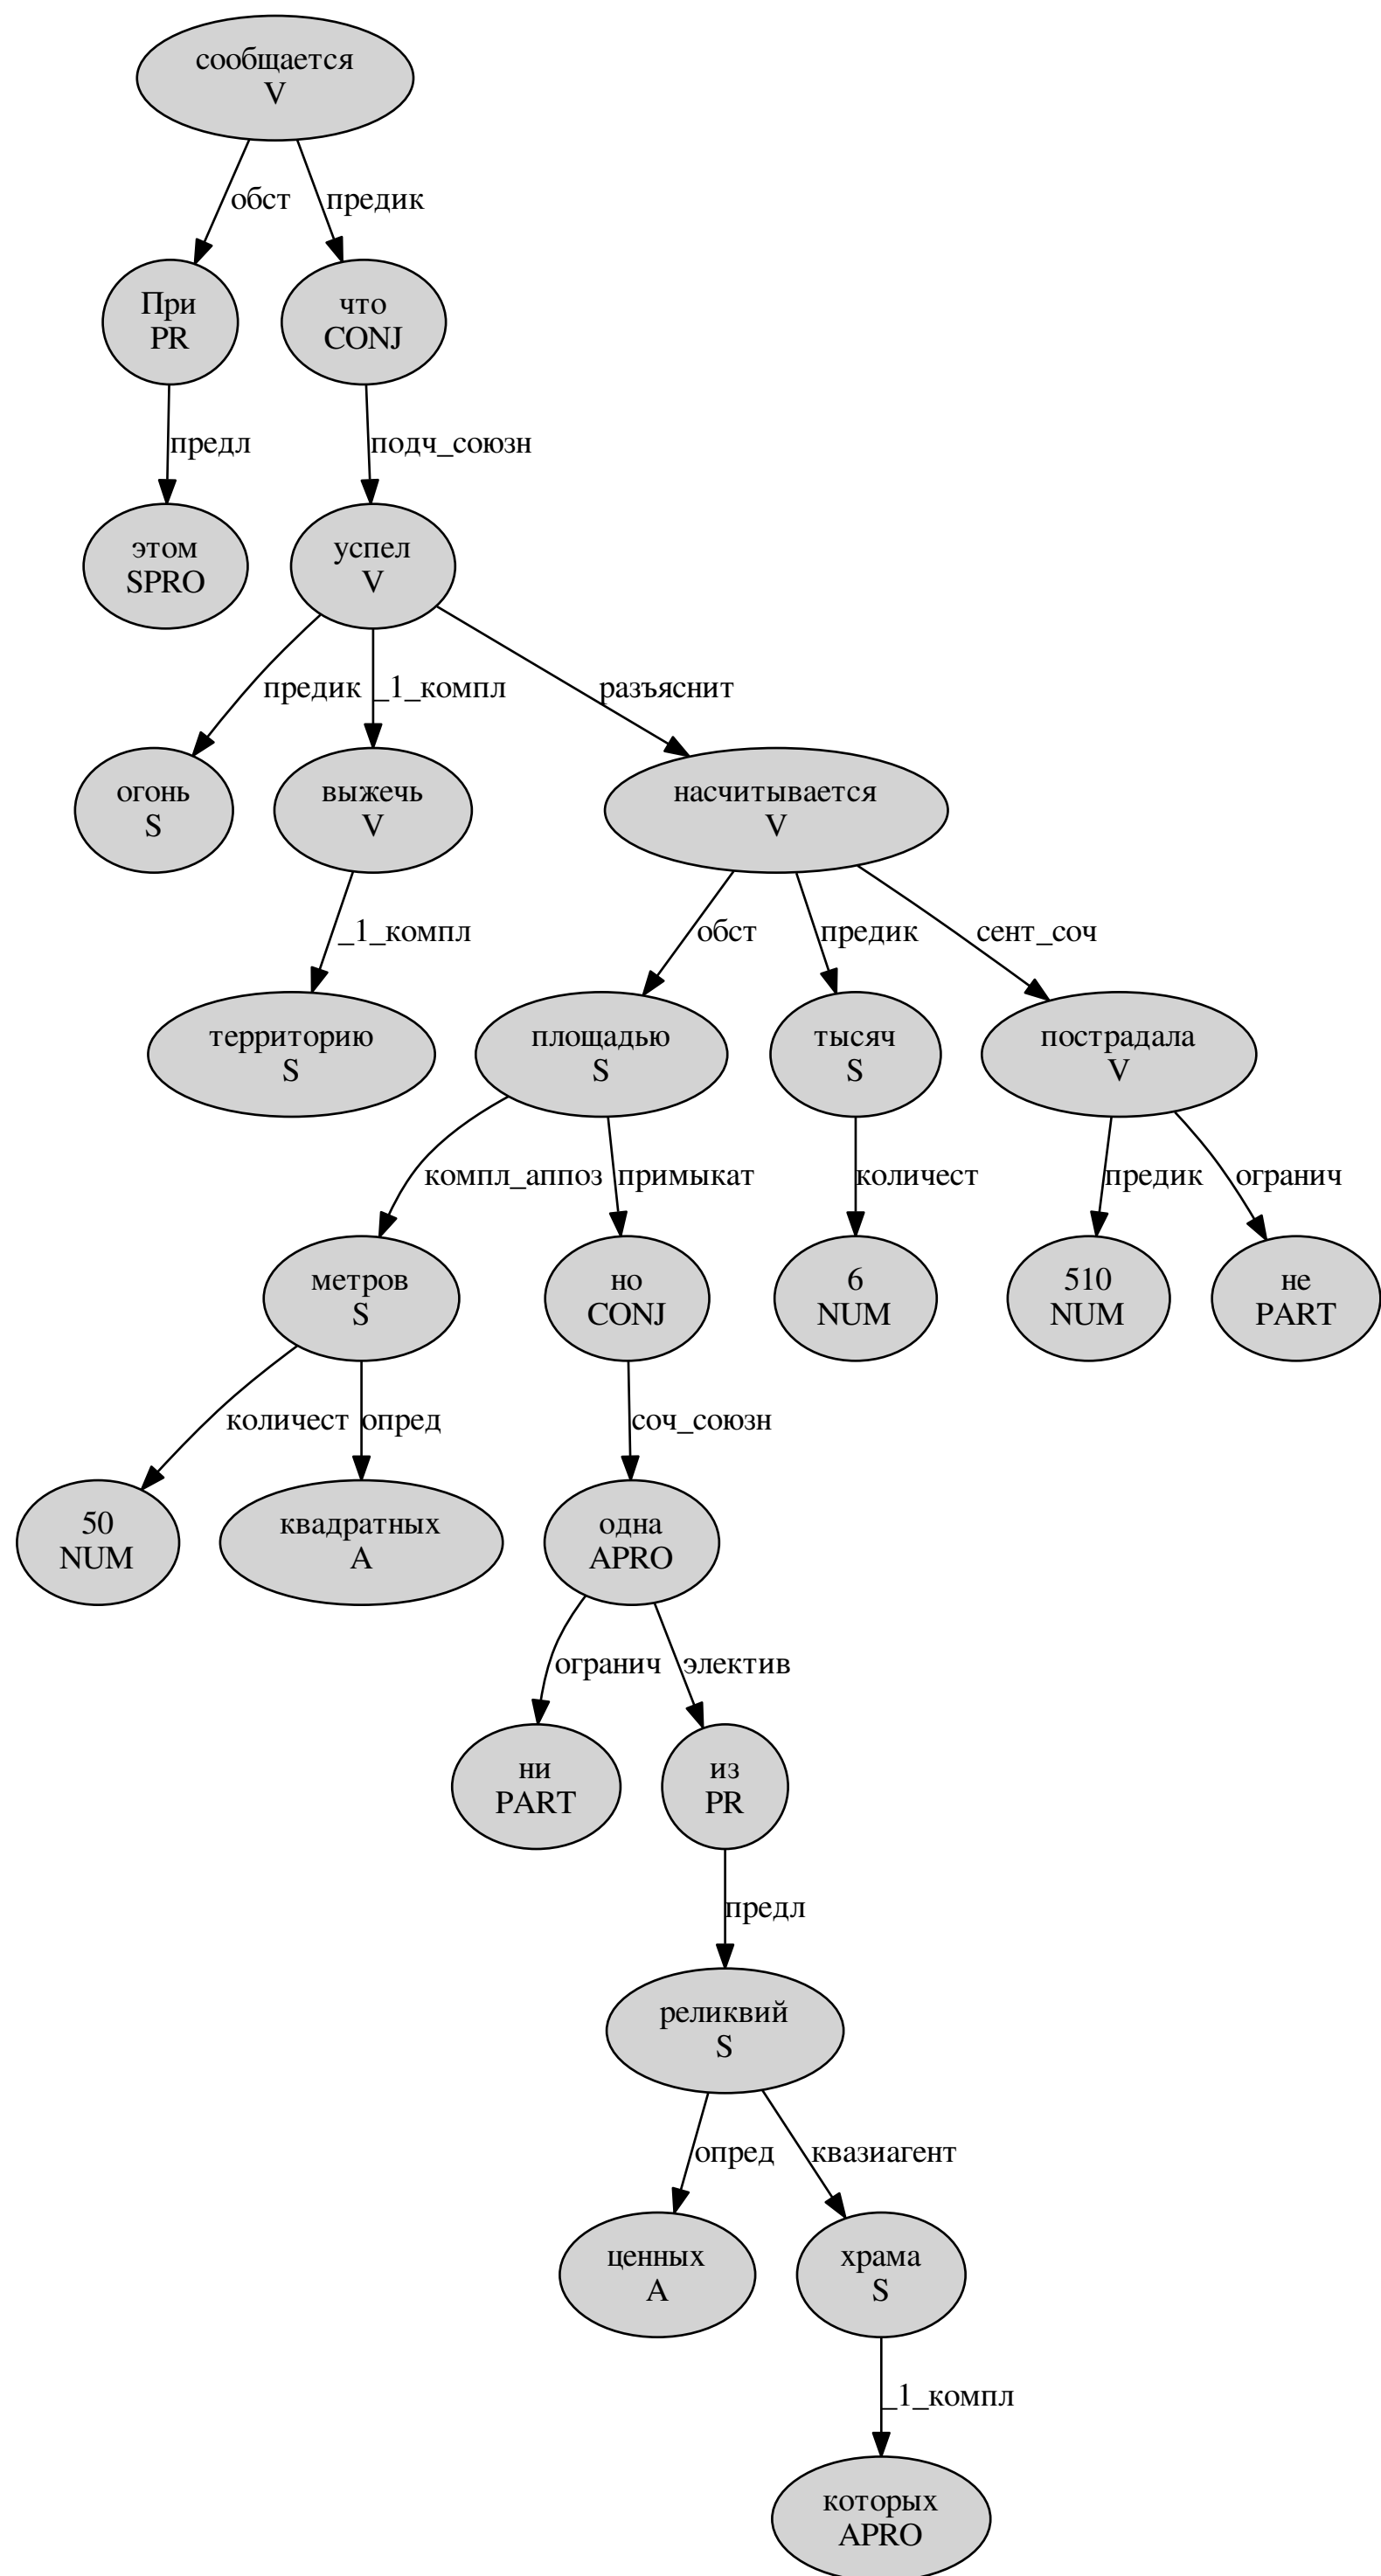 сообщается
V
обст
предик
При
PR
что
CONJ
предл
подч_союзн
этом
SPRO
успел
V
предик
_1_компл
разъяснит
огонь
S
выжечь
V
насчитывается
V
_1_компл
обст
предик
сент_соч
территорию
S
площадью
S
тысяч
S
пострадала
V
компл_аппоз
примыкат
количест
предик
огранич
метров
S
но
CONJ
6
NUM
510
NUM
не
PART
количест
опред
соч_союзн
50
NUM
квадратных
A
одна
APRO
огранич
электив
ни
PART
из
PR
предл
реликвий
S
опред
квазиагент
ценных
A
храма
S
_1_компл
которых
APRO